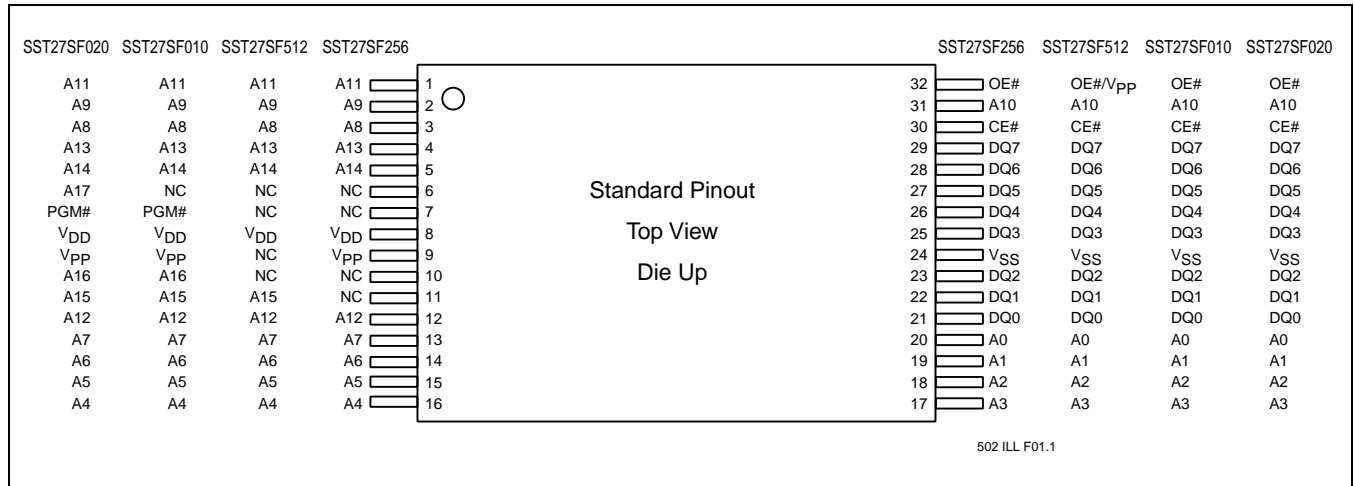 SST27SF020 SST27SF010 SST27SF512 SST27SF256 SST27SF256 SST27SF512 SST27SF010 SST27SF020
A11 A11 A11 A11 1 32 OE# OE#/VPP OE# OE#
A9 A9 A9 A9 2 31 A10 A10 A10 A10
A8 A8 A8 A8 3 30 CE# CE# CE# CE#
A13 A13 A13 A13 4 29 DQ7 DQ7 DQ7 DQ7
A14 A14 A14 A14 5 28 DQ6 DQ6 DQ6 DQ6
A17 NC NC NC 6 Standard Pinout 27 DQ5 DQ5 DQ5 DQ5
PGM# PGM# NC NC 7 26 DQ4 DQ4 DQ4 DQ4
VDD VDD VDD VDD 8 Top View 25 DQ3 DQ3 DQ3 DQ3
VPP VPP NC VPP 9 24 VSS VSS VSS VSS
A16 A16 NC NC 10 Die Up 23 DQ2 DQ2 DQ2 DQ2
A15 A15 A15 NC 11 22 DQ1 DQ1 DQ1 DQ1
A12 A12 A12 A12 12 21 DQ0 DQ0 DQ0 DQ0
A7 A7 A7 A7 13 20 A0 A0 A0 A0
A6 A6 A6 A6 14 19 A1 A1 A1 A1
A5 A5 A5 A5 15 18 A2 A2 A2 A2
A4 A4 A4 A4 16 17 A3 A3 A3 A3
502 ILL F01.1